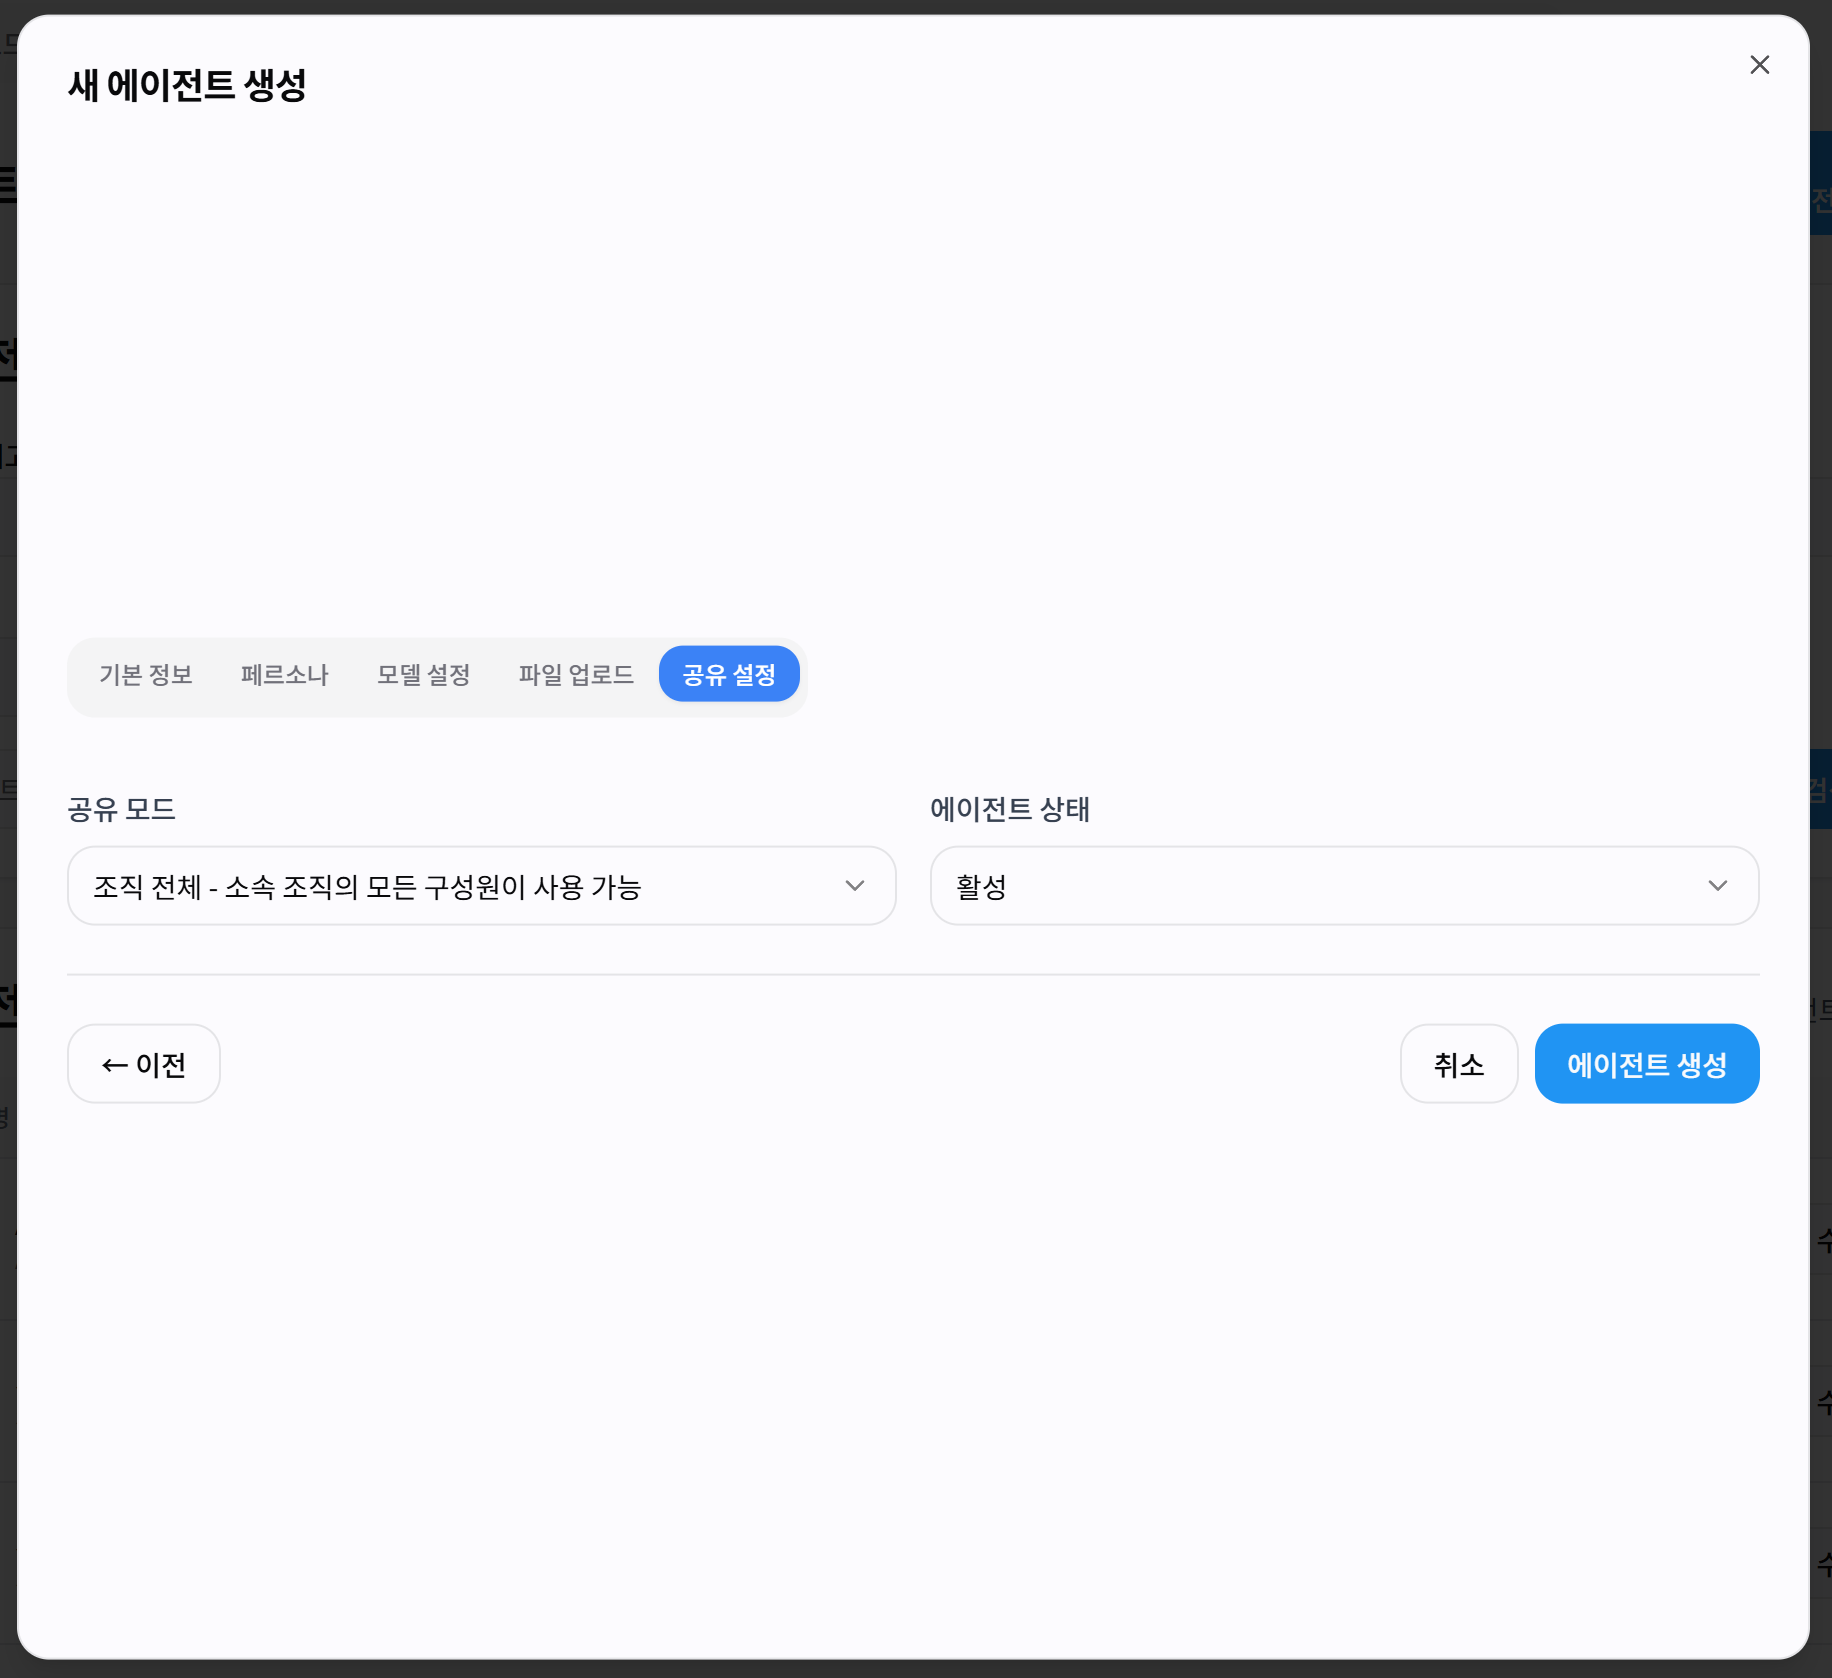 새 에이전트 생성
기본 정보
페르소나
모델 설정
파일 업로드
공유 설정
공유 모드
에이전트 상태
조직 전체 - 소속 조직의 모든 구성원이 사용 가능
활성
← 이전
취소
에이전트 생성